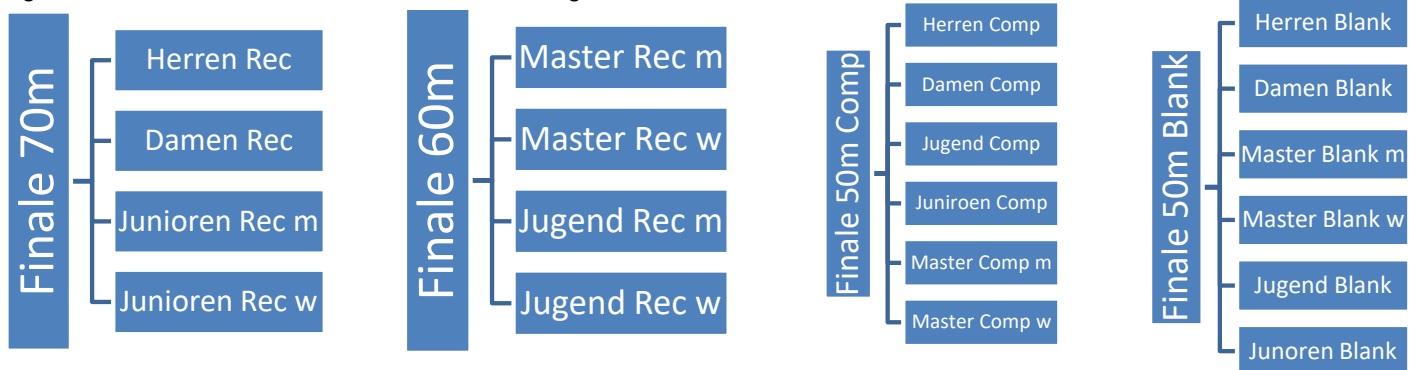 Finale 70m
Herren Rec
Damen Rec
Junioren Rec m
Junioren Rec w
Finale 60m
Master Rec m
Master Rec w
Jugend Rec m
Jugend Rec w
Finale 50m Comp
Herren Comp
Damen Comp
Jugend Comp
Juniroen Comp
Master Comp m
Master Comp w
Finale 50m Blank
Herren Blank
Damen Blank
Master Blank m
Master Blank w
Jugend Blank
Junoren Blank